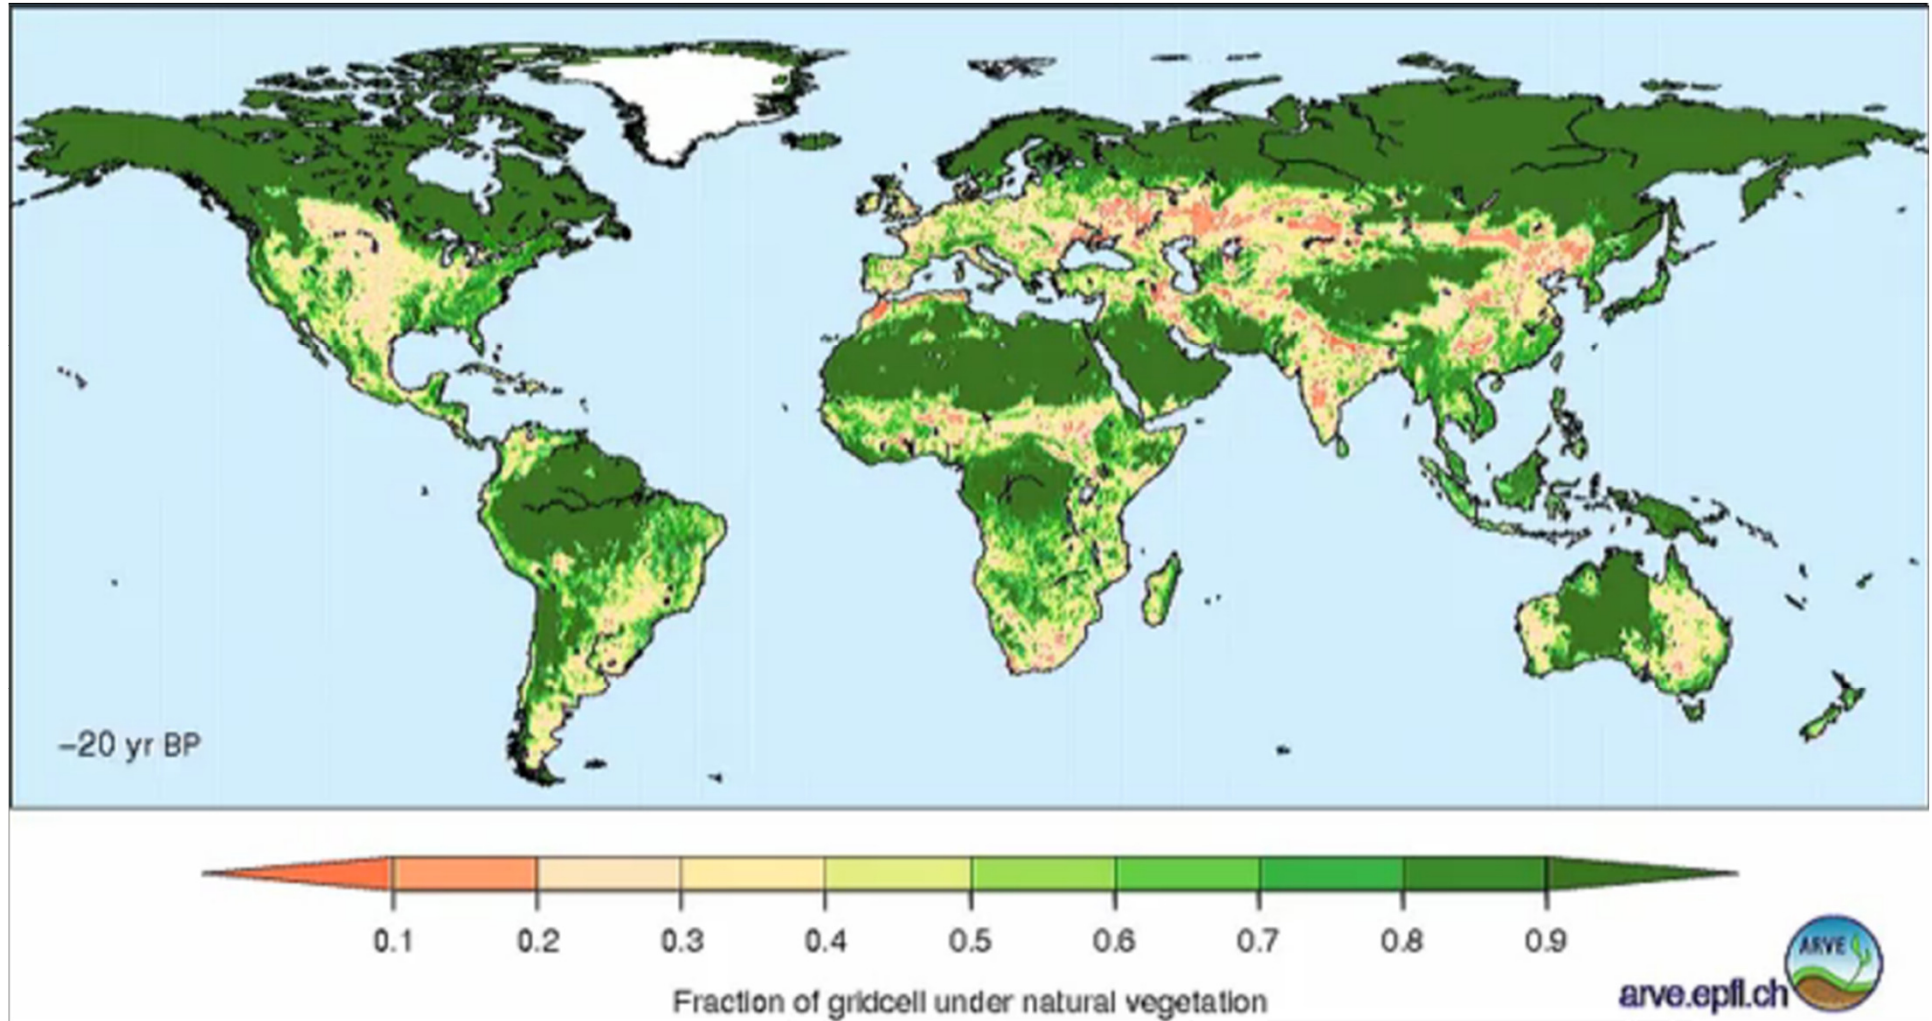 −20 yr BP
0.1 0.2 0.3 0.4 0.5 0.6 0.7 0.8 0.9
Fraction of gridcell under natural vegetation
ARVE
arve.epfl.ch